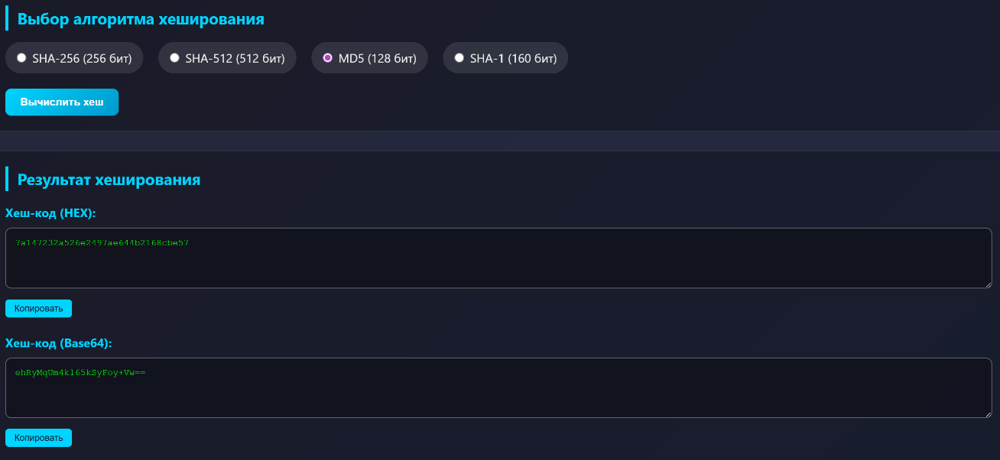 Выбор алгоритма хеширования
SHA-256 (256 бит) SHA-512 (512 бит) MD5 (128 бит) SHA-1 (160 бит)
Вычислить хеш
Результат хеширования
Хеш-код (HEX):
7a147232a526e2497ae644b2168cbe57
Копировать
Хеш-код (Base64):
ehRyMqUm4kl65kSyFoy+Vw==
Копировать